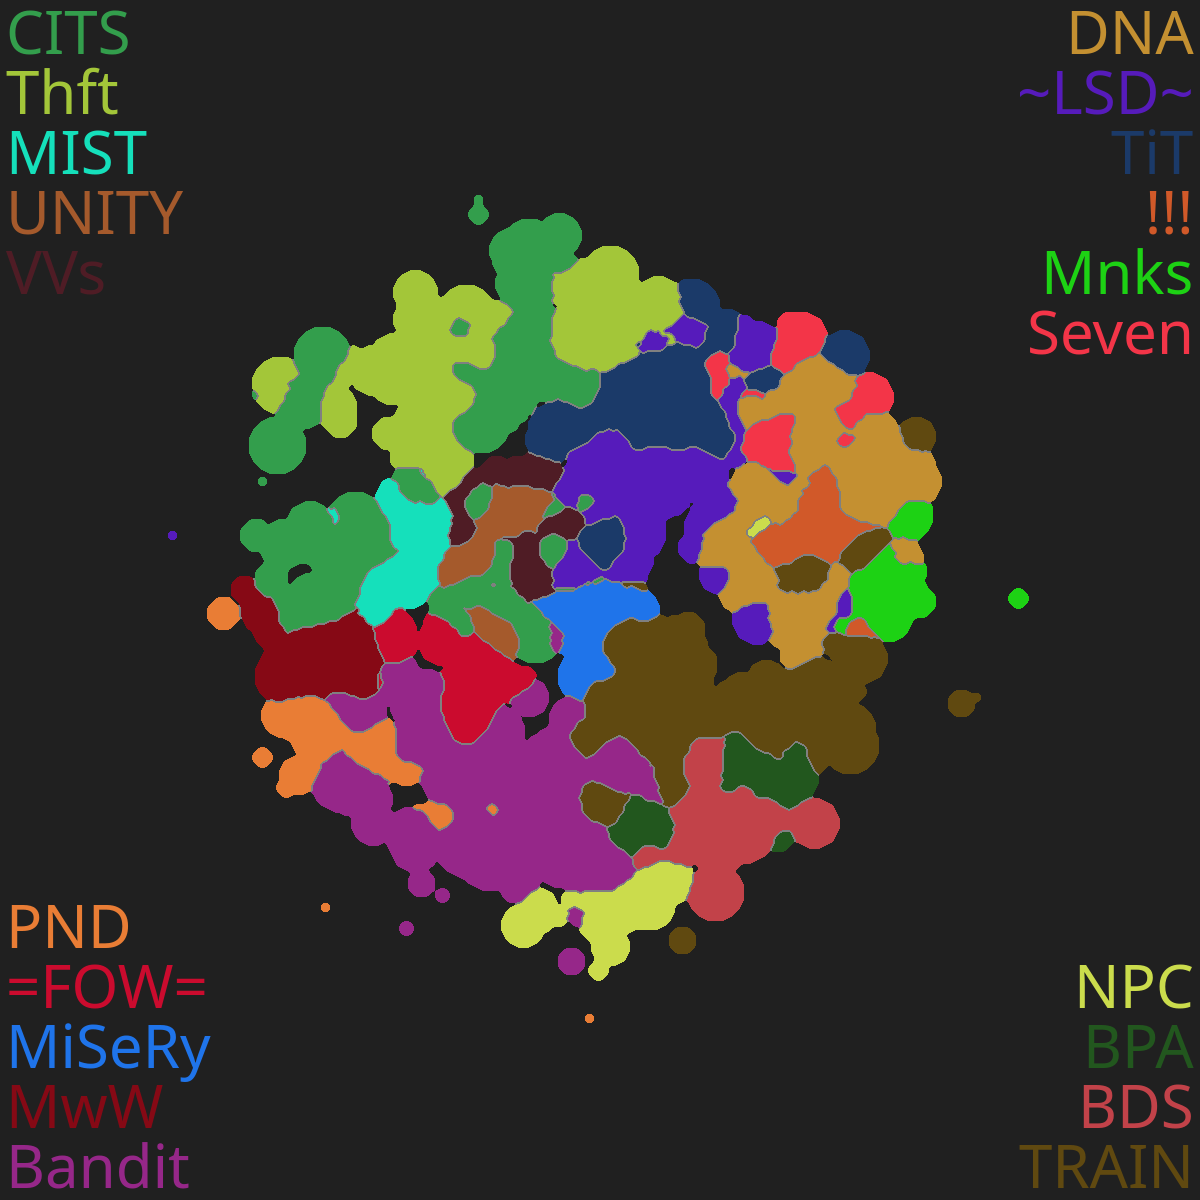 CITS
Thft
MIST
UNITY
VVs
DNA
~LSD~
TiT
!!!
Mnks
Seven
PND
=FOW=
MiSeRy
MwW
Bandit
NPC
BPA
BDS
TRAIN